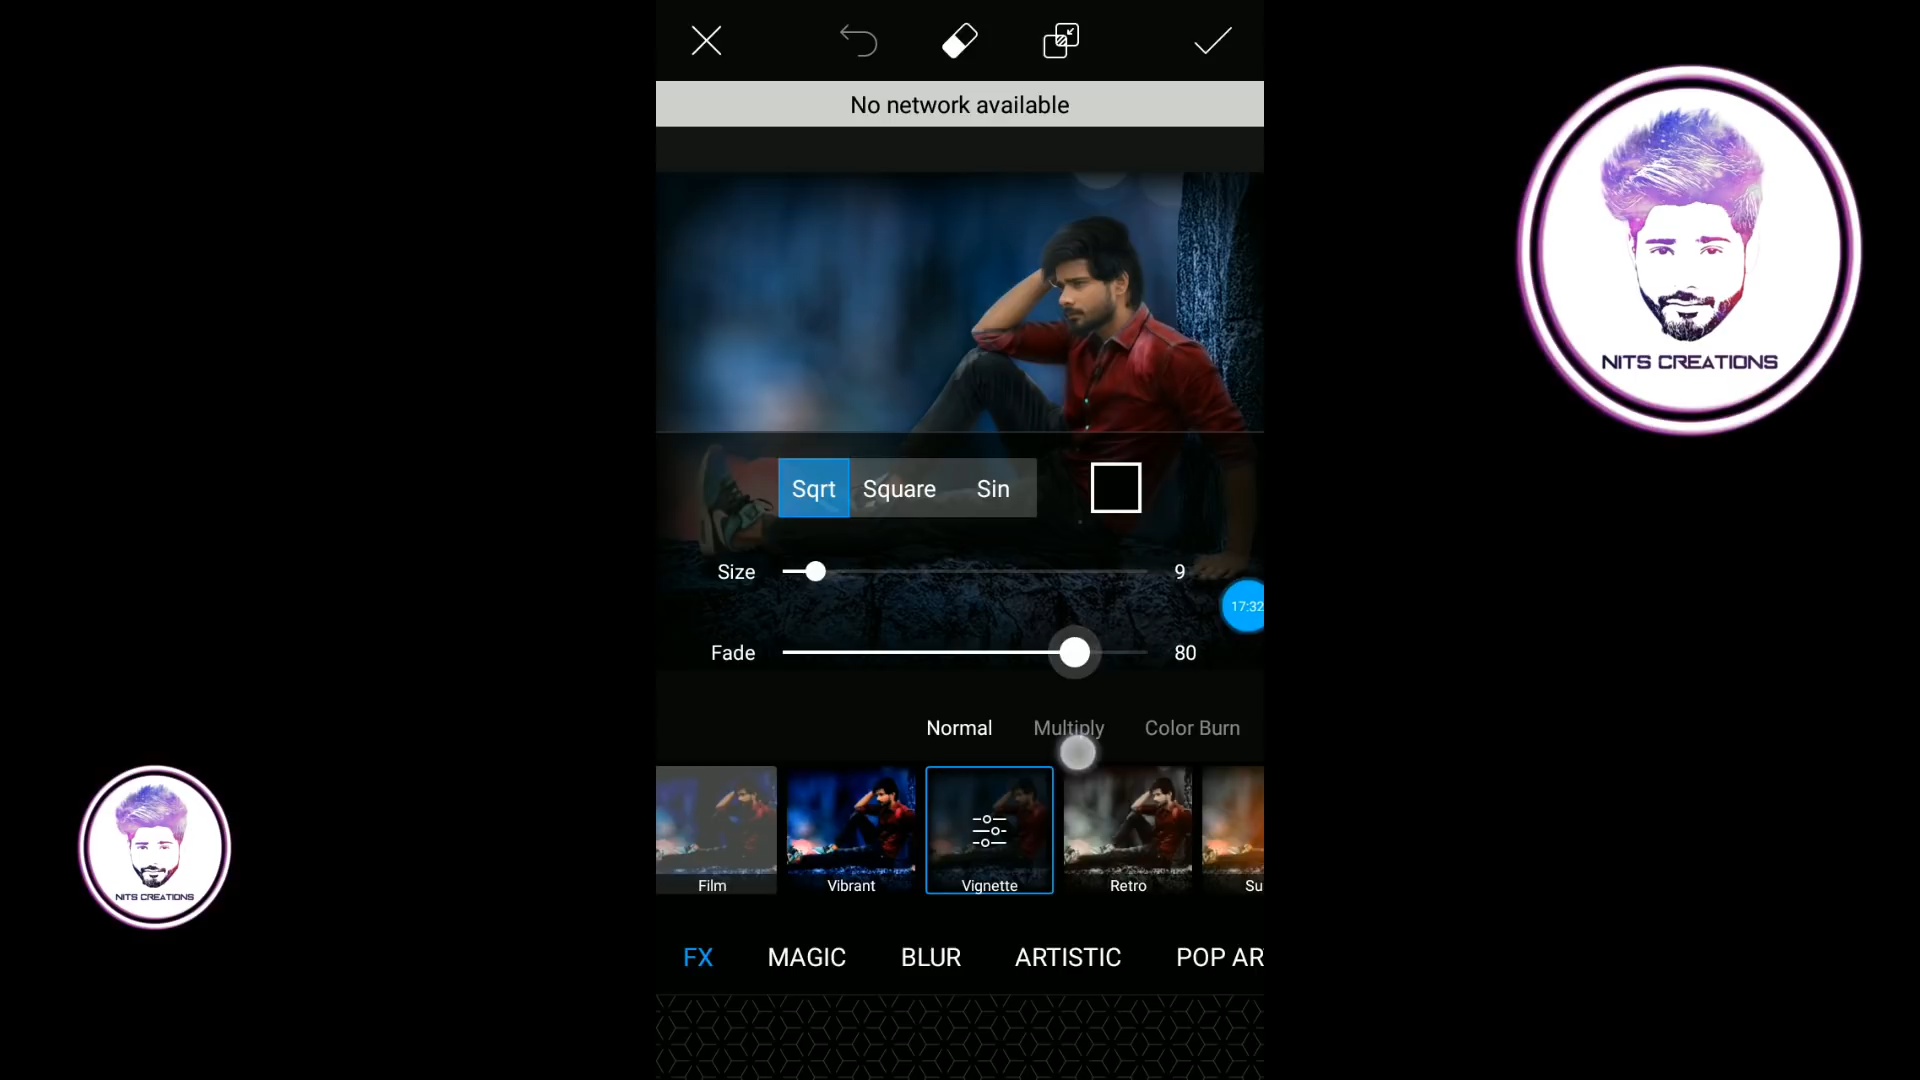 No network available
NITS CREATIONS
Sqrt Square Sin
Size 9
17:32
Fade 80
Normal Multiply Color Burn
Film Vibrant Vignette Retro Su
NITS CREATIONS
FX MAGIC BLUR ARTISTIC POP AR